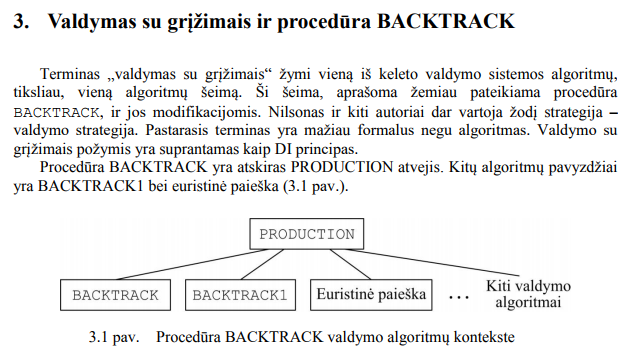 3. Valdymas su grįžimais ir procedūra BACKTRACK
Terminas „valdymas su grįžimais“ žymi vieną iš keleto valdymo sistemos algoritmų,
tiksliau, vieną algoritmų šeimą. Ši šeima, aprašoma žemiau pateikiama procedūra
BACKTRACK, ir jos modifikacijomis. Nilsonas ir kiti autoriai dar vartoja žodį strategija –
valdymo strategija. Pastarasis terminas yra mažiau formalus negu algoritmas. Valdymo su
grįžimais požymis yra suprantamas kaip DI principas.
Procedūra BACKTRACK yra atskiras PRODUCTION atvejis. Kitų algoritmų pavyzdžiai
yra BACKTRACK1 bei euristinė paieška (3.1 pav.).
PRODUCTION
BACKTRACK
BACKTRACK1
Euristinė paieška
...
Kiti valdymo
algoritmai
3.1 pav. Procedūra BACKTRACK valdymo algoritmų kontekste